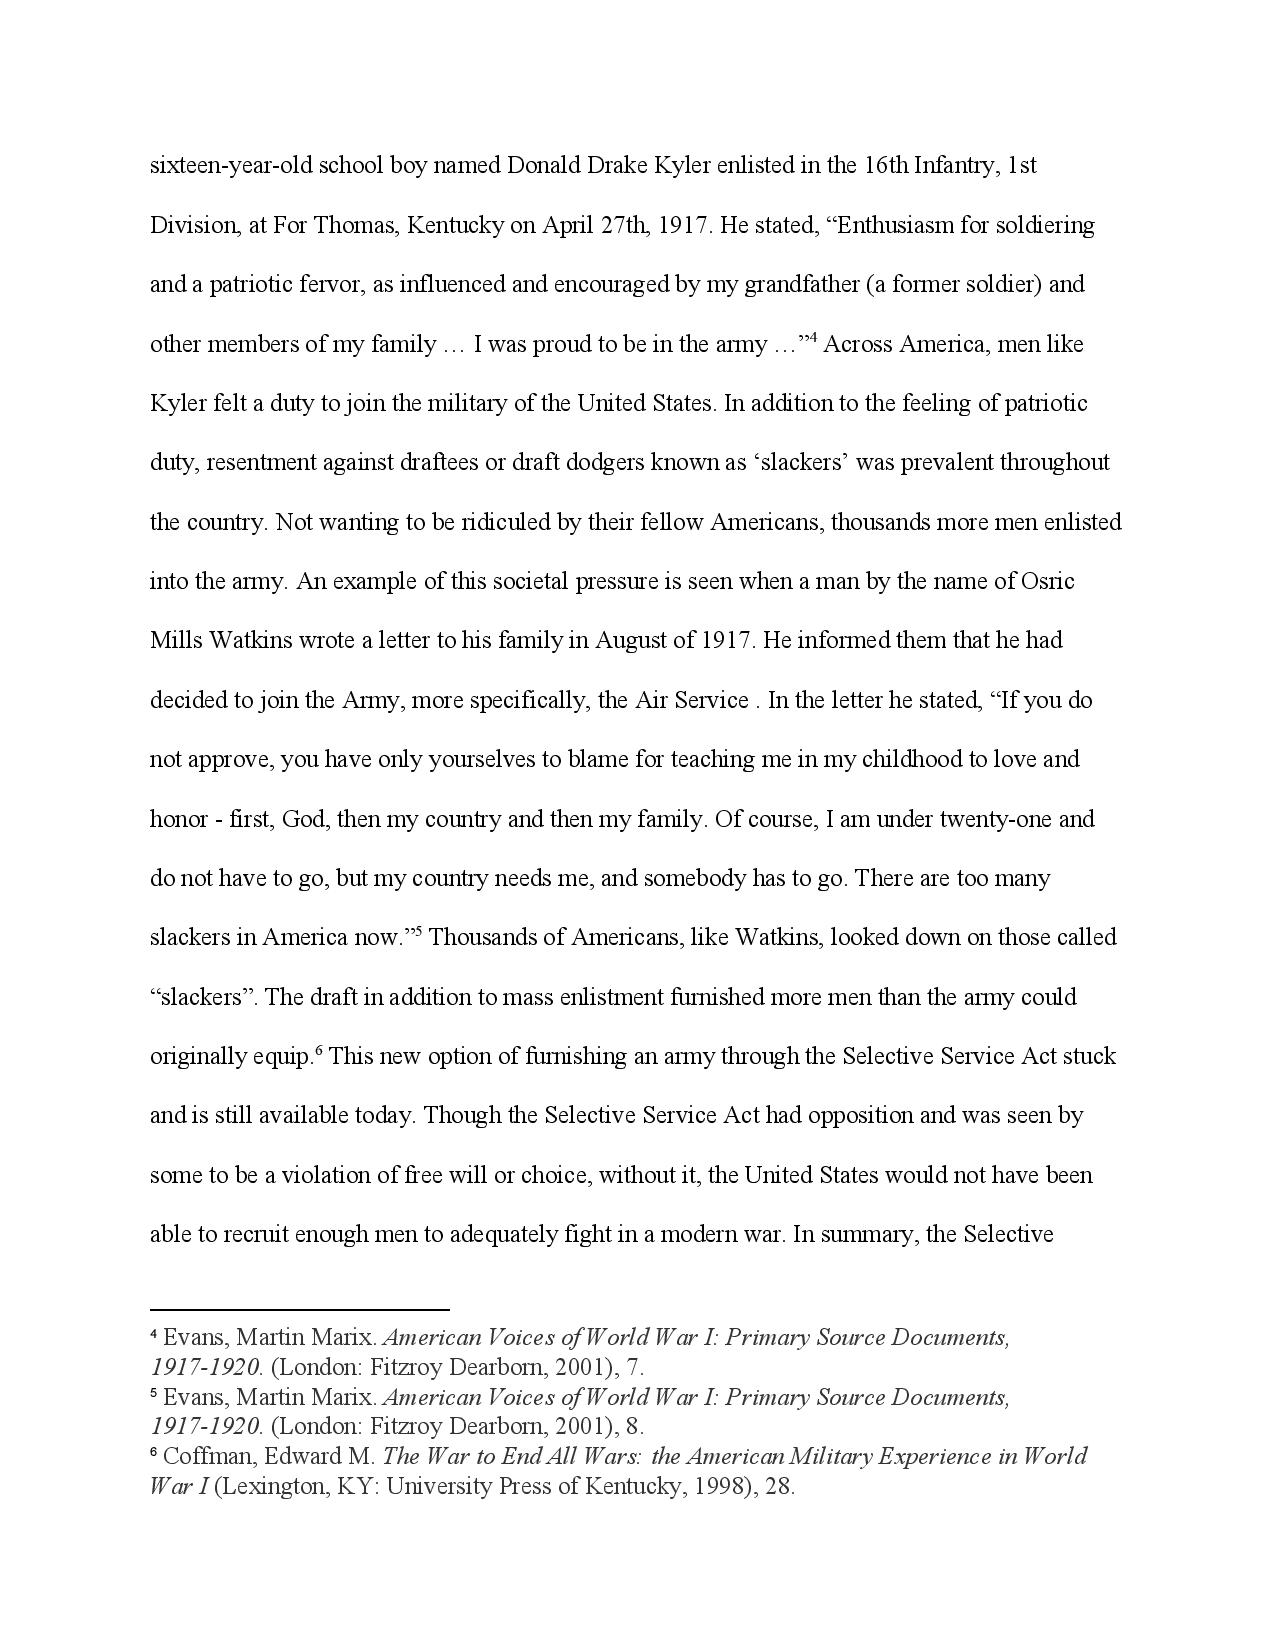 sixteen-year-old school boy named Donald Drake Kyler enlisted in the 16th Infantry, 1st
Division, at For Thomas, Kentucky on April 27th, 1917. He stated, “Enthusiasm for soldiering
and a patriotic fervor, as influenced and encouraged by my grandfather (a former soldier) and
other members of my family … I was proud to be in the army …”⁴ Across America, men like
Kyler felt a duty to join the military of the United States. In addition to the feeling of patriotic
duty, resentment against draftees or draft dodgers known as ‘slackers’ was prevalent throughout
the country. Not wanting to be ridiculed by their fellow Americans, thousands more men enlisted
into the army. An example of this societal pressure is seen when a man by the name of Osric
Mills Watkins wrote a letter to his family in August of 1917. He informed them that he had
decided to join the Army, more specifically, the Air Service . In the letter he stated, “If you do
not approve, you have only yourselves to blame for teaching me in my childhood to love and
honor - first, God, then my country and then my family. Of course, I am under twenty-one and
do not have to go, but my country needs me, and somebody has to go. There are too many
slackers in America now.”⁵ Thousands of Americans, like Watkins, looked down on those called
“slackers”. The draft in addition to mass enlistment furnished more men than the army could
originally equip.⁶ This new option of furnishing an army through the Selective Service Act stuck
and is still available today. Though the Selective Service Act had opposition and was seen by
some to be a violation of free will or choice, without it, the United States would not have been
able to recruit enough men to adequately fight in a modern war. In summary, the Selective
⁴ Evans, Martin Marix. American Voices of World War I: Primary Source Documents,
1917-1920. (London: Fitzroy Dearborn, 2001), 7.
⁵ Evans, Martin Marix. American Voices of World War I: Primary Source Documents,
1917-1920. (London: Fitzroy Dearborn, 2001), 8.
⁶ Coffman, Edward M. The War to End All Wars: the American Military Experience in World
War I (Lexington, KY: University Press of Kentucky, 1998), 28.